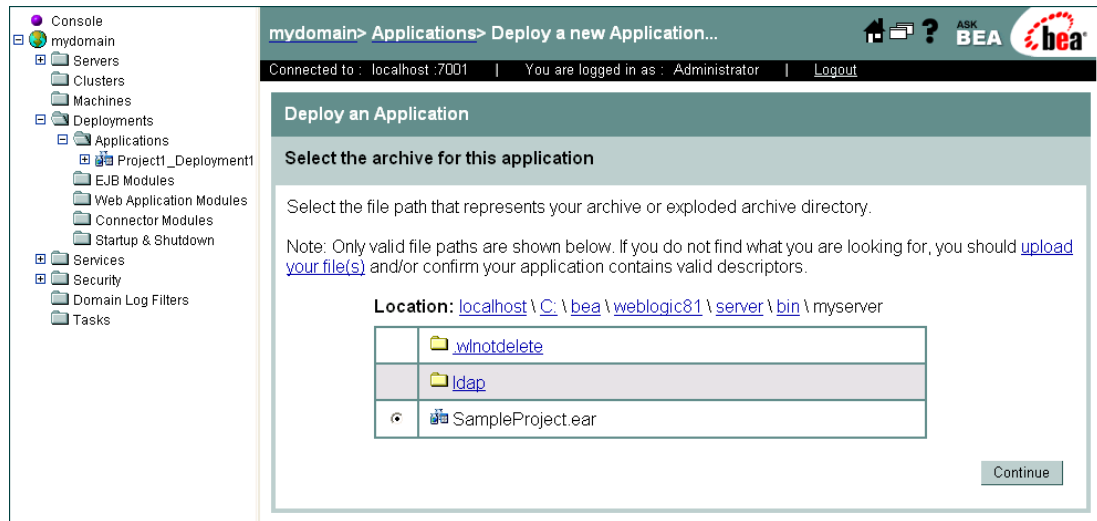 Console
mydomain
Servers
Clusters
Machines
Deployments
Applications
Project1_Deployment1
EJB Modules
Web Application Modules
Connector Modules
Startup & Shutdown
Services
Security
Domain Log Filters
Tasks
mydomain> Applications> Deploy a new Application...
? ASK BEA bea
Connected to : localhost :7001 | You are logged in as : Administrator | Logout
Deploy an Application
Select the archive for this application
Select the file path that represents your archive or exploded archive directory.
Note: Only valid file paths are shown below. If you do not find what you are looking for, you should upload
your file(s) and/or confirm your application contains valid descriptors.
Location: localhost \ C: \ bea \ weblogic81 \ server \ bin \ myserver
.wlnotdelete
ldap
SampleProject.ear
Continue